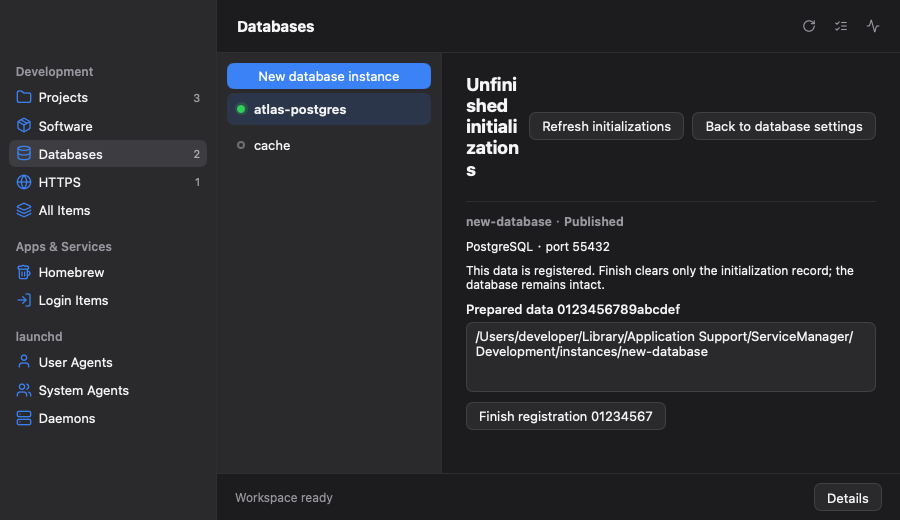 Databases
Development
Projects
3
Software
Databases
2
HTTPS
1
All Items
Apps & Services
Homebrew
Login Items
launchd
User Agents
System Agents
Daemons
New database instance
atlas-postgres
cache
Unfini
shed
initiali
zation
s
Refresh initializations
Back to database settings
new-database · Published
PostgreSQL · port 55432
This data is registered. Finish clears only the initialization record; the
database remains intact.
Prepared data 0123456789abcdef
/Users/developer/Library/Application Support/ServiceManager/
Development/instances/new-database
Finish registration 01234567
Workspace ready
Details